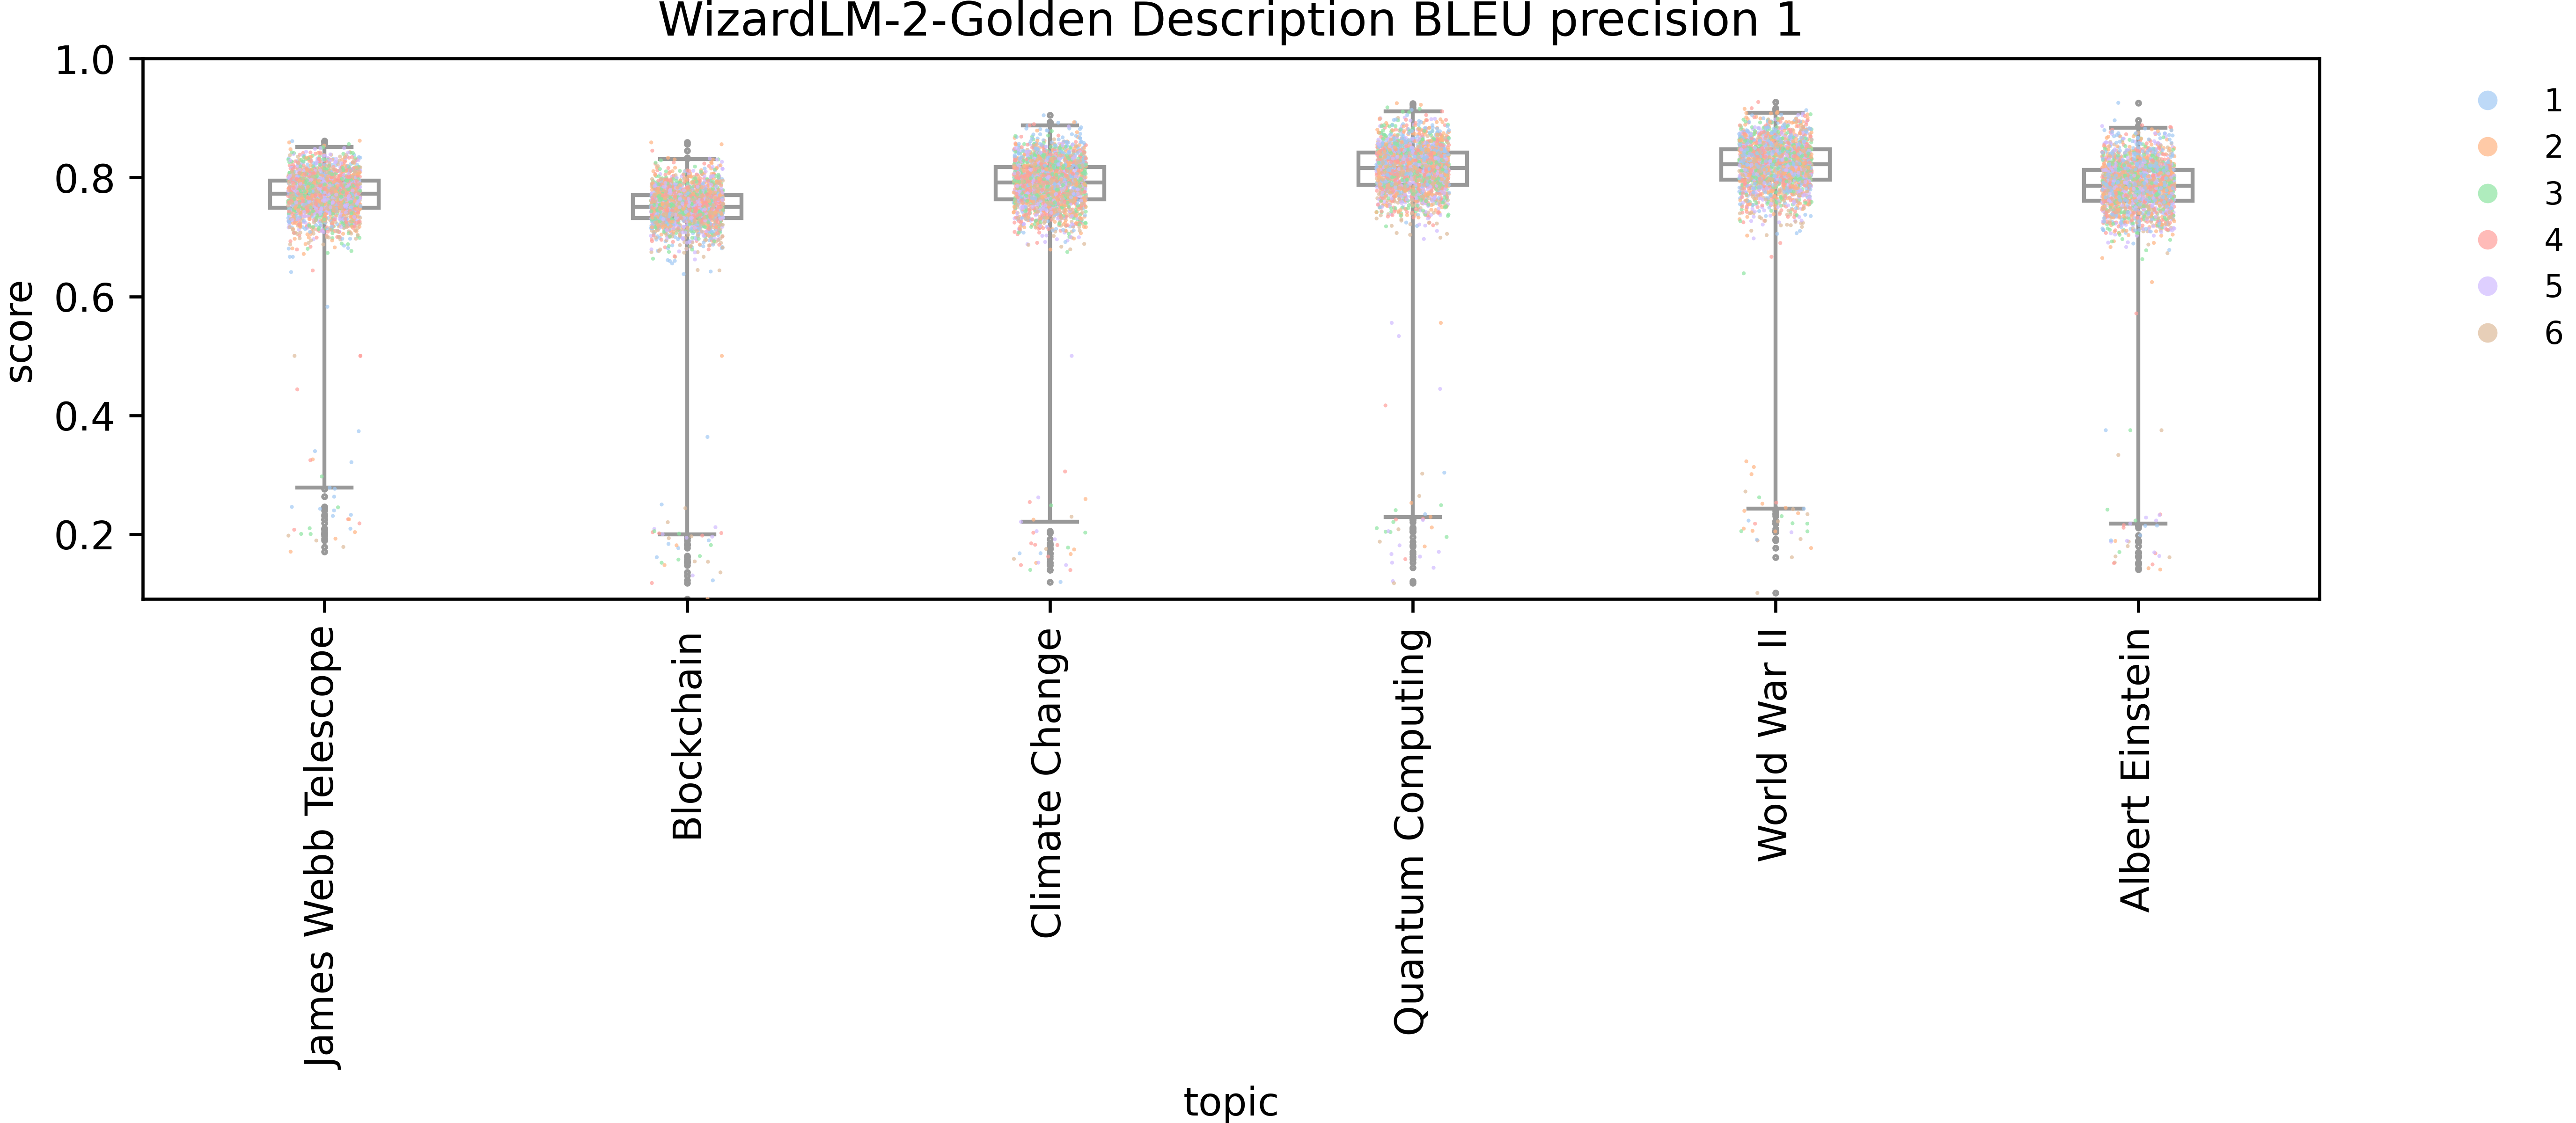 WizardLM-2-Golden Description BLEU precision 1
1.0
0.8
0.6
0.4
0.2
score
James Webb Telescope
Blockchain
Climate Change
Quantum Computing
World War II
Albert Einstein
topic
1
2
3
4
5
6